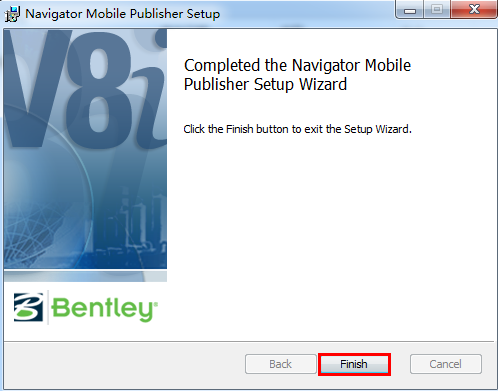 Navigator Mobile Publisher Setup
V8i
Completed the Navigator Mobile
Publisher Setup Wizard
Click the Finish button to exit the Setup Wizard.
Bentley
Back
Finish
Cancel